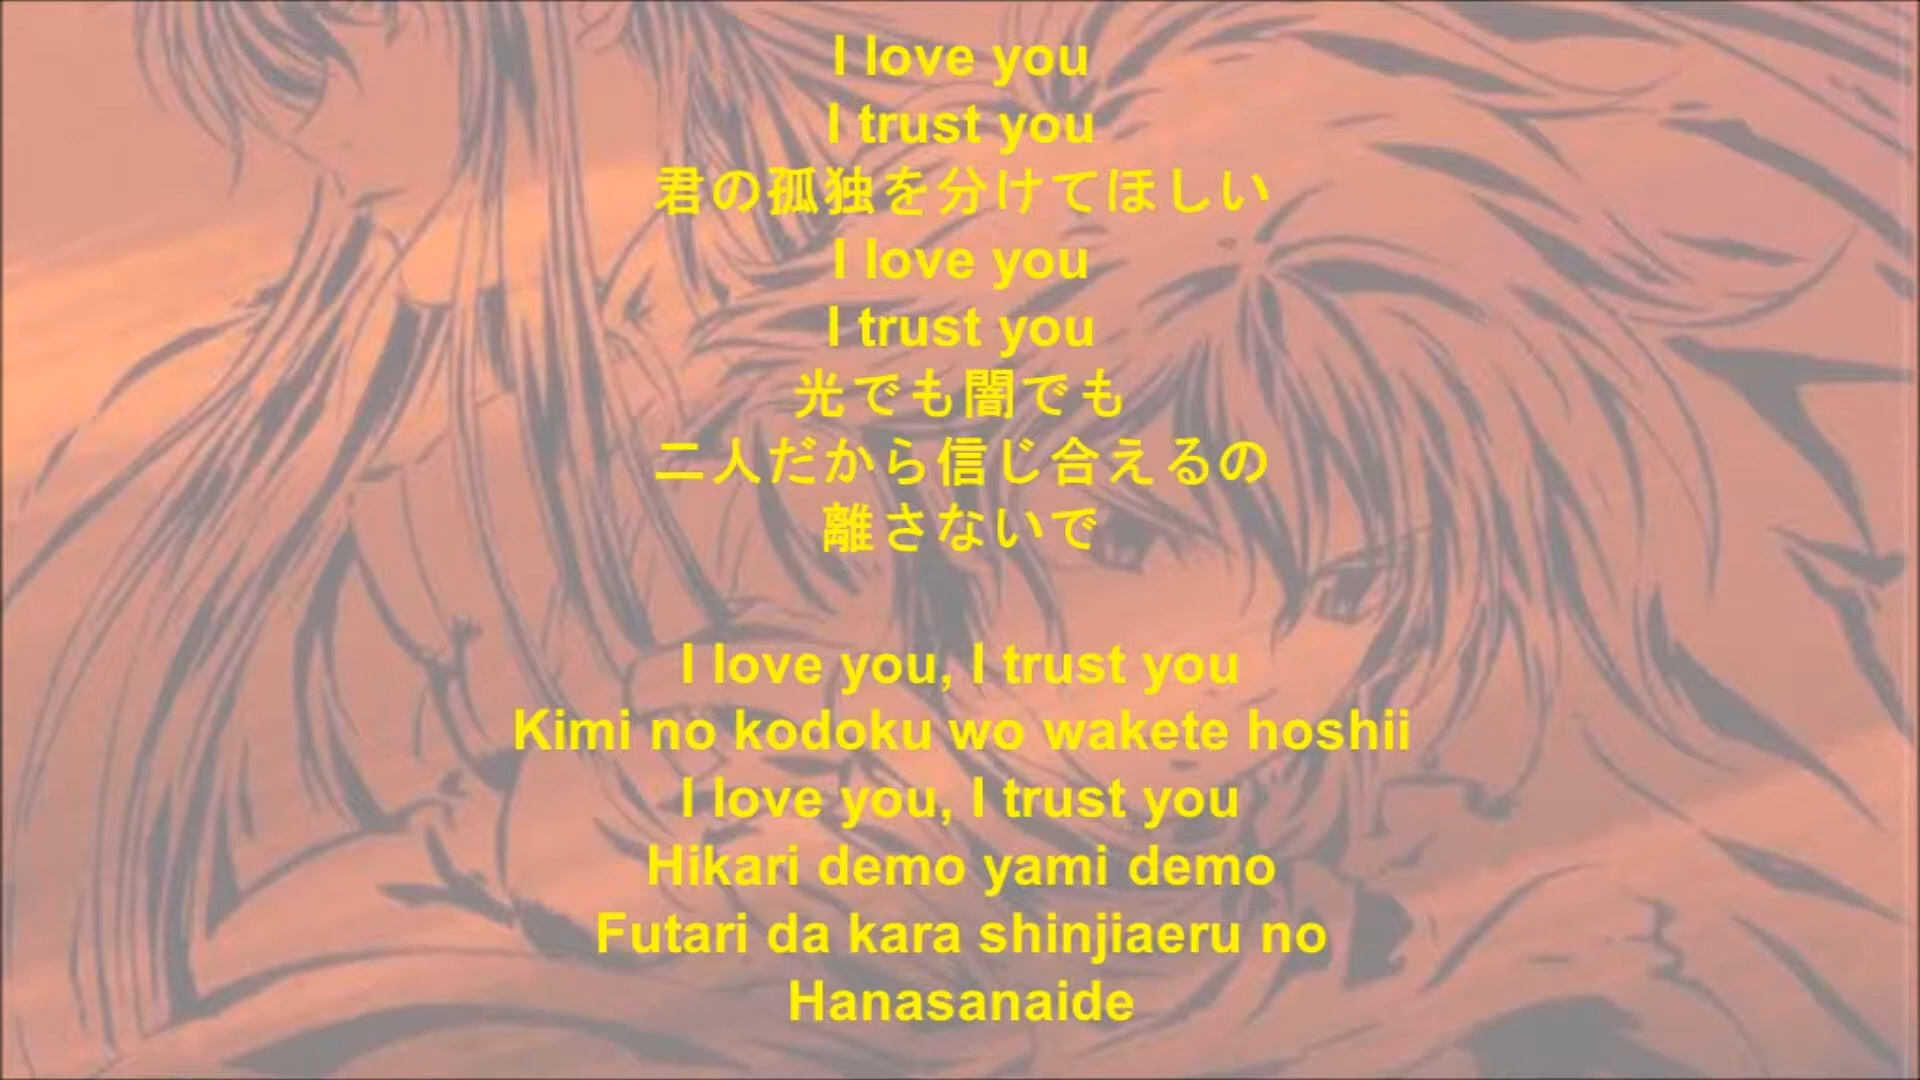 I love you
I trust you
君の孤独を分けてほしい
I love you
I trust you
光でも闇でも
二人だから信じ合えるの
離さないで
I love you, I trust you
Kimi no kodoku wo wakete hoshii
I love you, I trust you
Hikari demo yami demo
Futari da kara shinjiaeru no
Hanasanaide